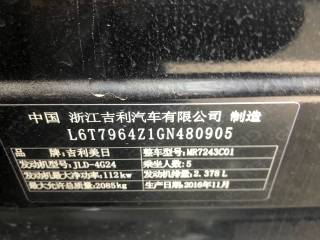 中国 浙江吉利汽车有限公司 制造
L6T7964Z1GN480905
品牌：吉利美日 整车型号：MR7243C01
发动机型号：JLD-4G24 乘坐人数：5
发动机最大净功率：112kw 发动机排量：2.378L
最大允许总质量：2085kg 生产日期：2016年11月